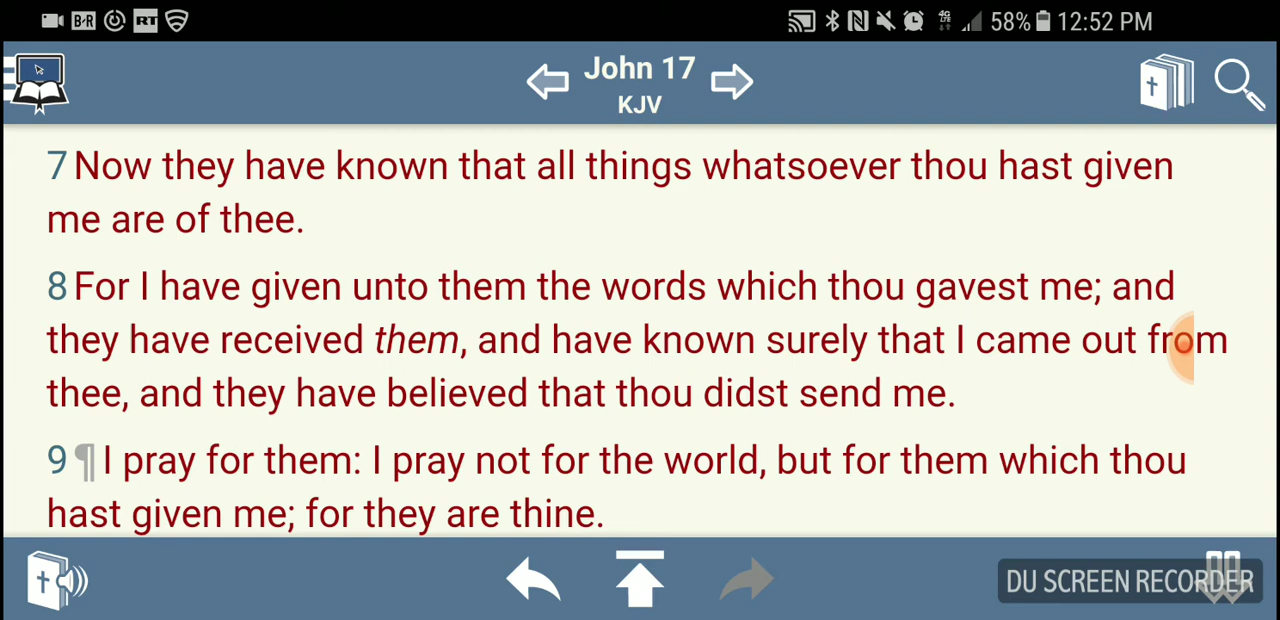 B·R RT 4G LTE 58% 12:52 PM
John 17
KJV
7 Now they have known that all things whatsoever thou hast given
me are of thee.
8 For I have given unto them the words which thou gavest me; and
they have received them, and have known surely that I came out from
thee, and they have believed that thou didst send me.
9 ¶ I pray for them: I pray not for the world, but for them which thou
hast given me; for they are thine.
DU SCREEN RECORDER